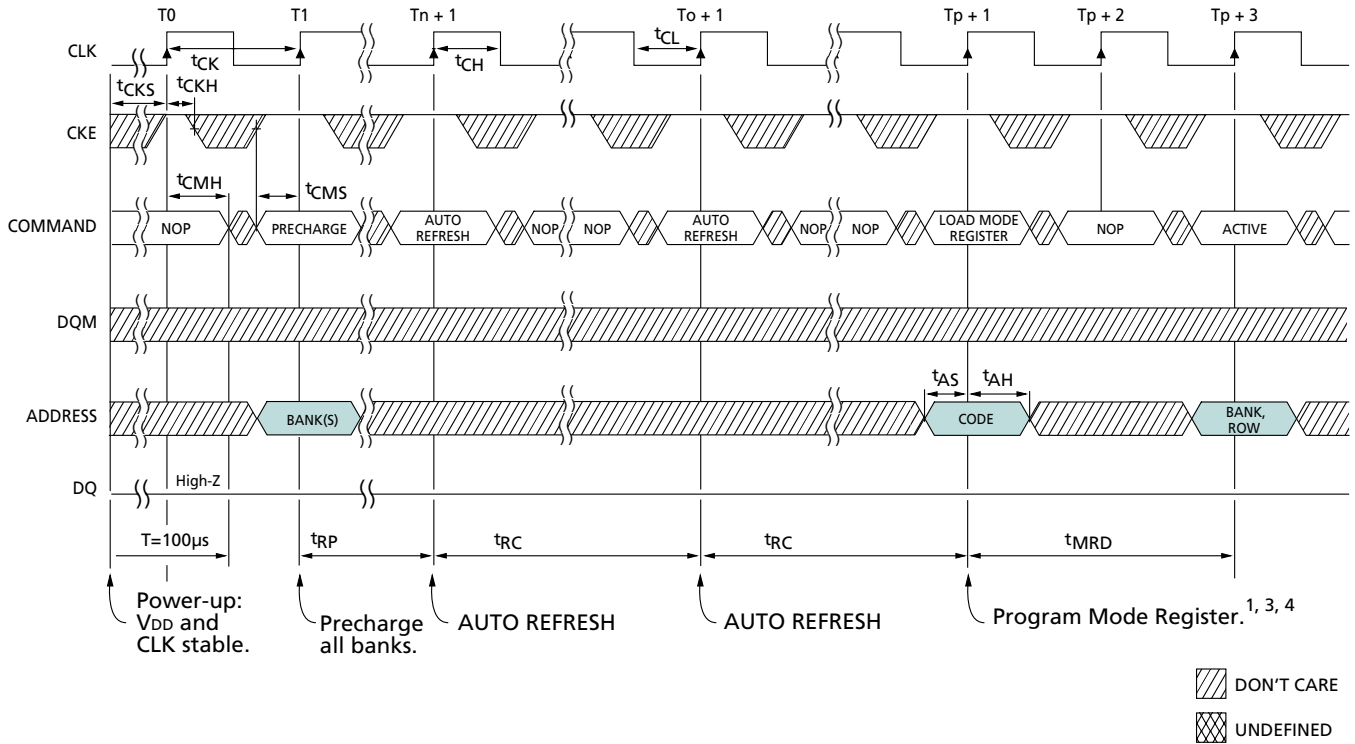 T0 T1 Tn + 1 To + 1 Tp + 1 Tp + 2 Tp + 3
CLK
tCK tCH tCL
tCKS tCKH
CKE
tCMH tCMS
COMMAND
NOP PRECHARGE AUTO REFRESH NOP NOP AUTO REFRESH NOP NOP LOAD MODE REGISTER NOP ACTIVE
DQM
tAS tAH
ADDRESS
BANK(S) CODE BANK, ROW
DQ
High-Z
T=100µs tRP tRC tRC tMRD
Power-up:
VDD and
CLK stable.
Precharge
all banks.
AUTO REFRESH
AUTO REFRESH
Program Mode Register. 1, 3, 4
DON'T CARE
UNDEFINED